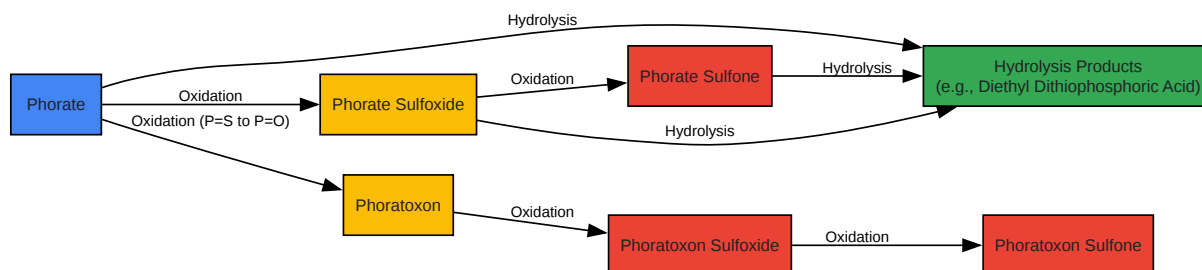 Hydrolysis
Phorate
Oxidation
Oxidation (P=S to P=O)
Phorate Sulfoxide
Oxidation
Phorate Sulfone
Hydrolysis
Hydrolysis Products
(e.g., Diethyl Dithiophosphoric Acid)
Hydrolysis
Phoratoxon
Oxidation
Phoratoxon Sulfoxide
Oxidation
Phoratoxon Sulfone